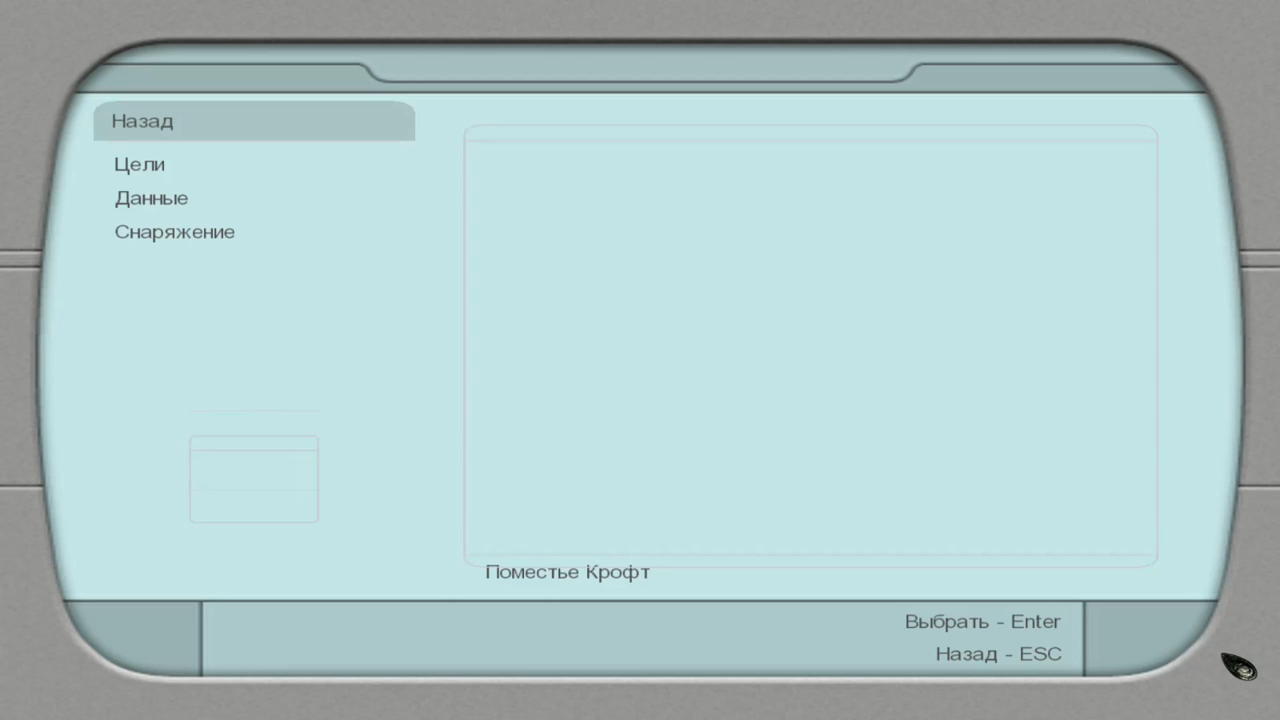 Назад
Цели
Данные
Снаряжение
Поместье Крофт
Выбрать - Enter
Назад - ESC